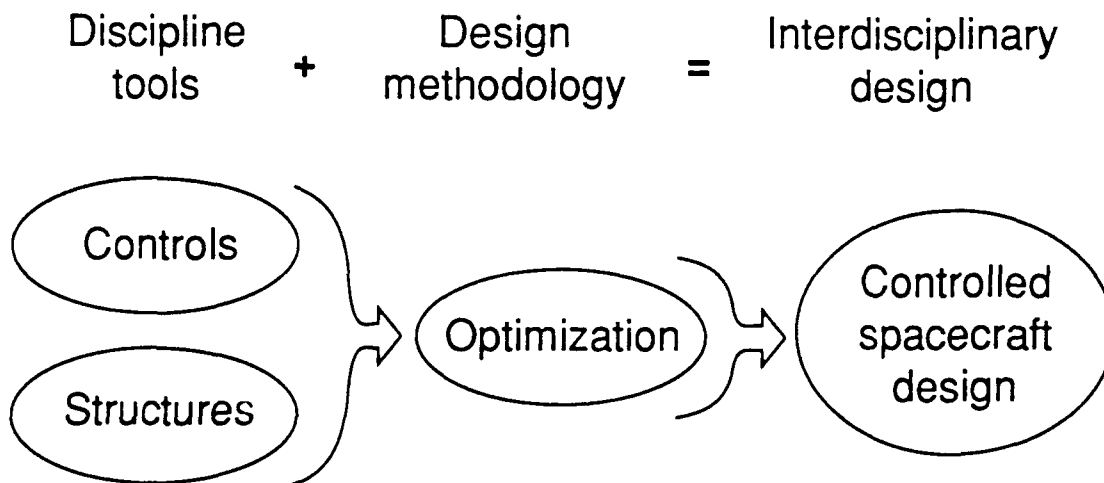 Discipline
tools
+
Design
methodology
=
Interdisciplinary
design
Controls
Structures
Optimization
Controlled
spacecraft
design